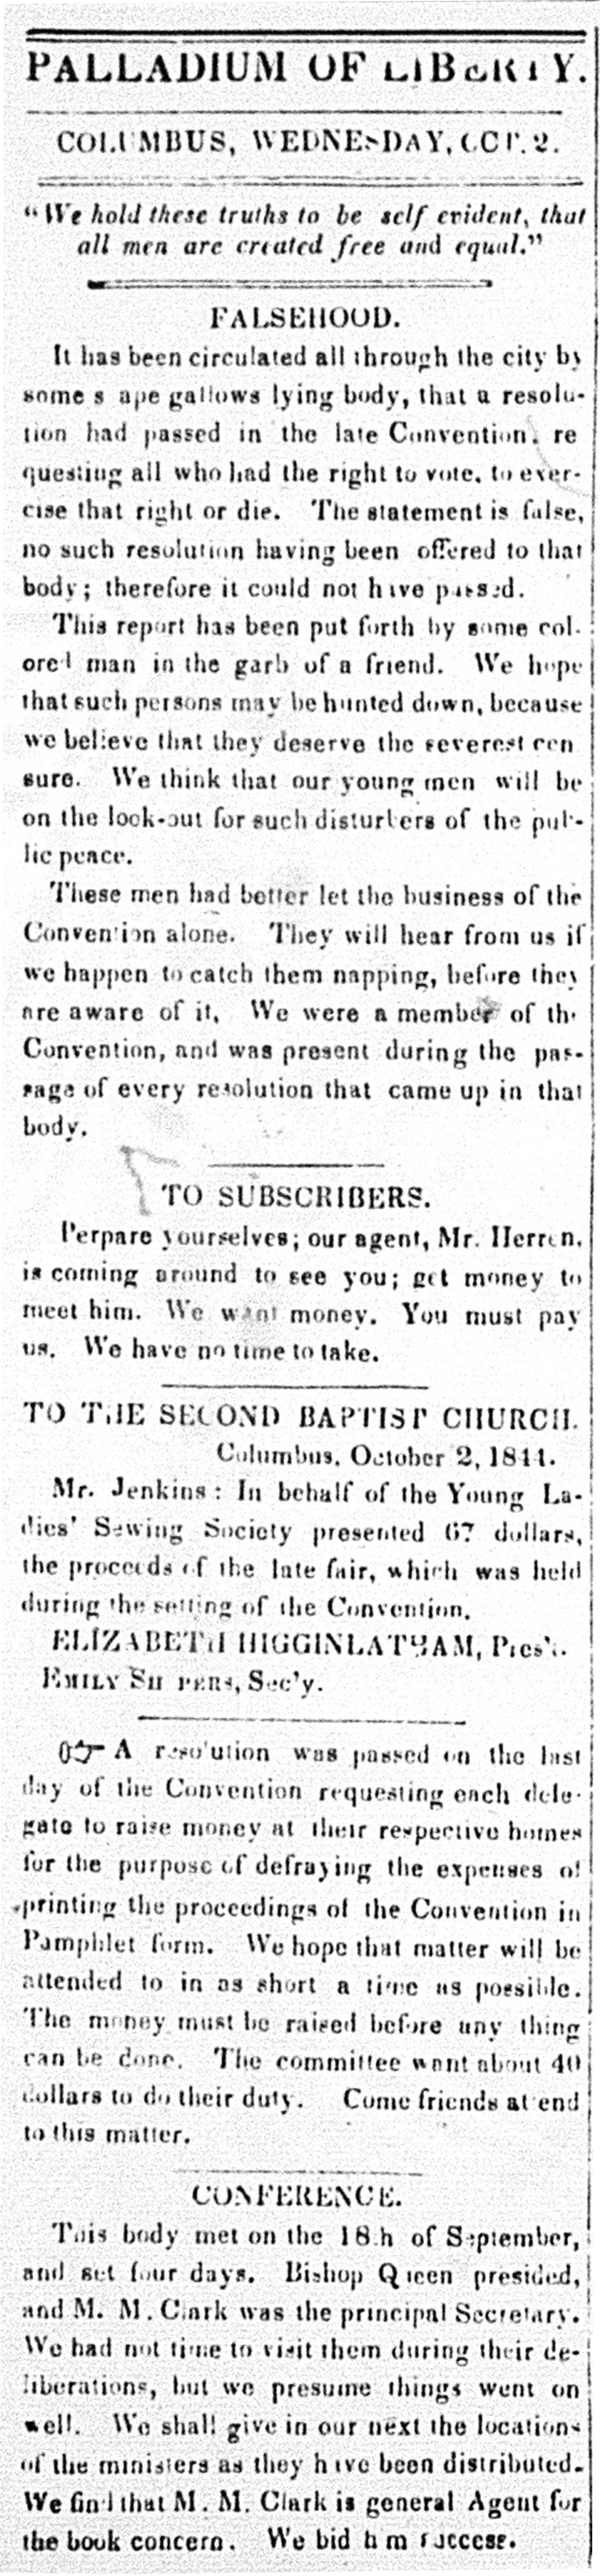 PALLADIUM OF LIBERTY.
COLUMBUS, WEDNESDAY, OCT. 2.
"We hold these truths to be self evident, that
all men are created free and equal."
FALSEHOOD.
It has been circulated all through the city by
some s ape gallows lying body, that a resolu-
tion had passed in the late Convention, re
questing all who had the right to vote, to exer-
cise that right or die. The statement is false,
no such resolution having been offered to that
body; therefore it could not have passed.
This report has been put forth by some col-
ored man in the garb of a friend. We hope
that such persons may be hunted down, because
we believe that they deserve the severest cen
sure. We think that our young men will be
on the look-out for such disturbers of the pub-
lic peace.
These men had better let the business of the
Convention alone. They will hear from us if
we happen to catch them napping, before they
are aware of it. We were a member of the
Convention, and was present during the pas-
sage of every resolution that came up in that
body.
TO SUBSCRIBERS.
Perpare yourselves; our agent, Mr. Herren,
is coming around to see you; get money to
meet him. We want money. You must pay
us. We have no time to take.
TO THE SECOND BAPTIST CHURCH.
Columbus, October 2, 1844.
Mr. Jenkins: In behalf of the Young La-
dies' Sewing Society presented 67 dollars,
the proceeds of the late fair, which was held
during the setting of the Convention.
ELIZABETH HIGGINLATHAM, Pres't.
EMILY Sec'y.
A resolution was passed on the last
day of the Convention requesting each dele-
gate to raise money at their respective homes
for the purpose of defraying the expenses of
printing the proceedings of the Convention in
Pamphlet form. We hope that matter will be
attended to in as short a time as possible.
The money must be raised before any thing
can be done. The committee want about 40
dollars to do their duty. Come friends attend
to this matter.
CONFERENCE.
This body met on the 18th of September,
and set four days. Bishop Queen presided,
and M. M. Clark was the principal Secretary.
We had not time to visit them during their de-
liberations, but we presume things went on
well. We shall give in our next the locations
of the ministers as they have been distributed.
We find that M. M. Clark is general Agent for
the book concern. We bid him success.